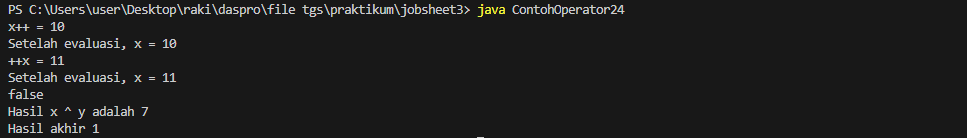 PS C:\Users\user\Desktop\raki\daspro\file tgs\praktikum\jobsheet3> java ContohOperator24
x++ = 10
Setelah evaluasi, x = 10
++x = 11
Setelah evaluasi, x = 11
false
Hasil x ^ y adalah 7
Hasil akhir 1